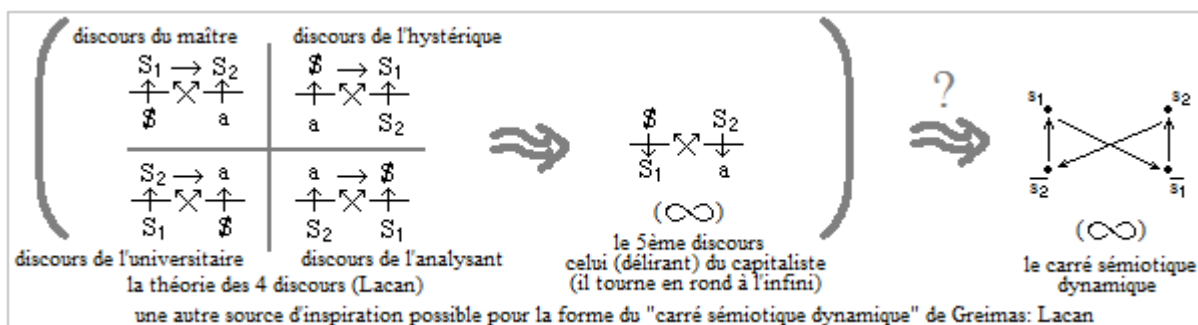 discours du maître
discours de l'hystérique
S₁ → S₂
$ → S₁
$ a
a S₂
?
s₁ s₂
$ S₂
S₁ a
S₂ → a
a → $
s̅₂ s̅₁
S₁ $
S₂ S₁
(∞)
(∞)
discours de l'universitaire
discours de l'analysant
le 5ème discours
celui (délirant) du capitaliste
(il tourne en rond à l'infini)
le carré sémiotique
dynamique
la théorie des 4 discours (Lacan)
une autre source d'inspiration possible pour la forme du "carré sémiotique dynamique" de Greimas: Lacan